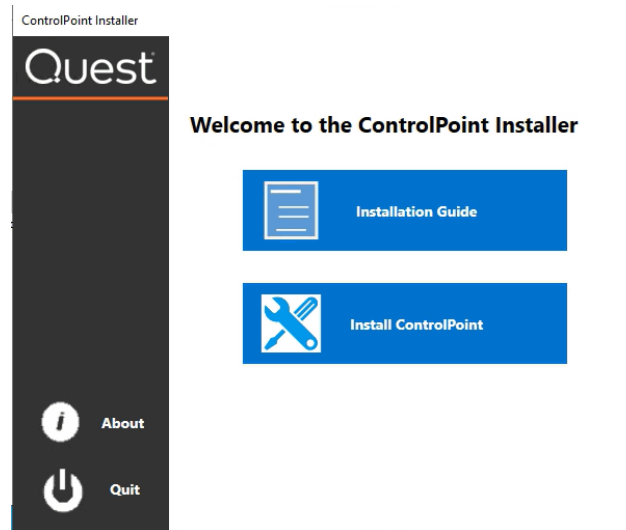 ControlPoint Installer
Quest
Welcome to the ControlPoint Installer
Installation Guide
Install ControlPoint
About
Quit